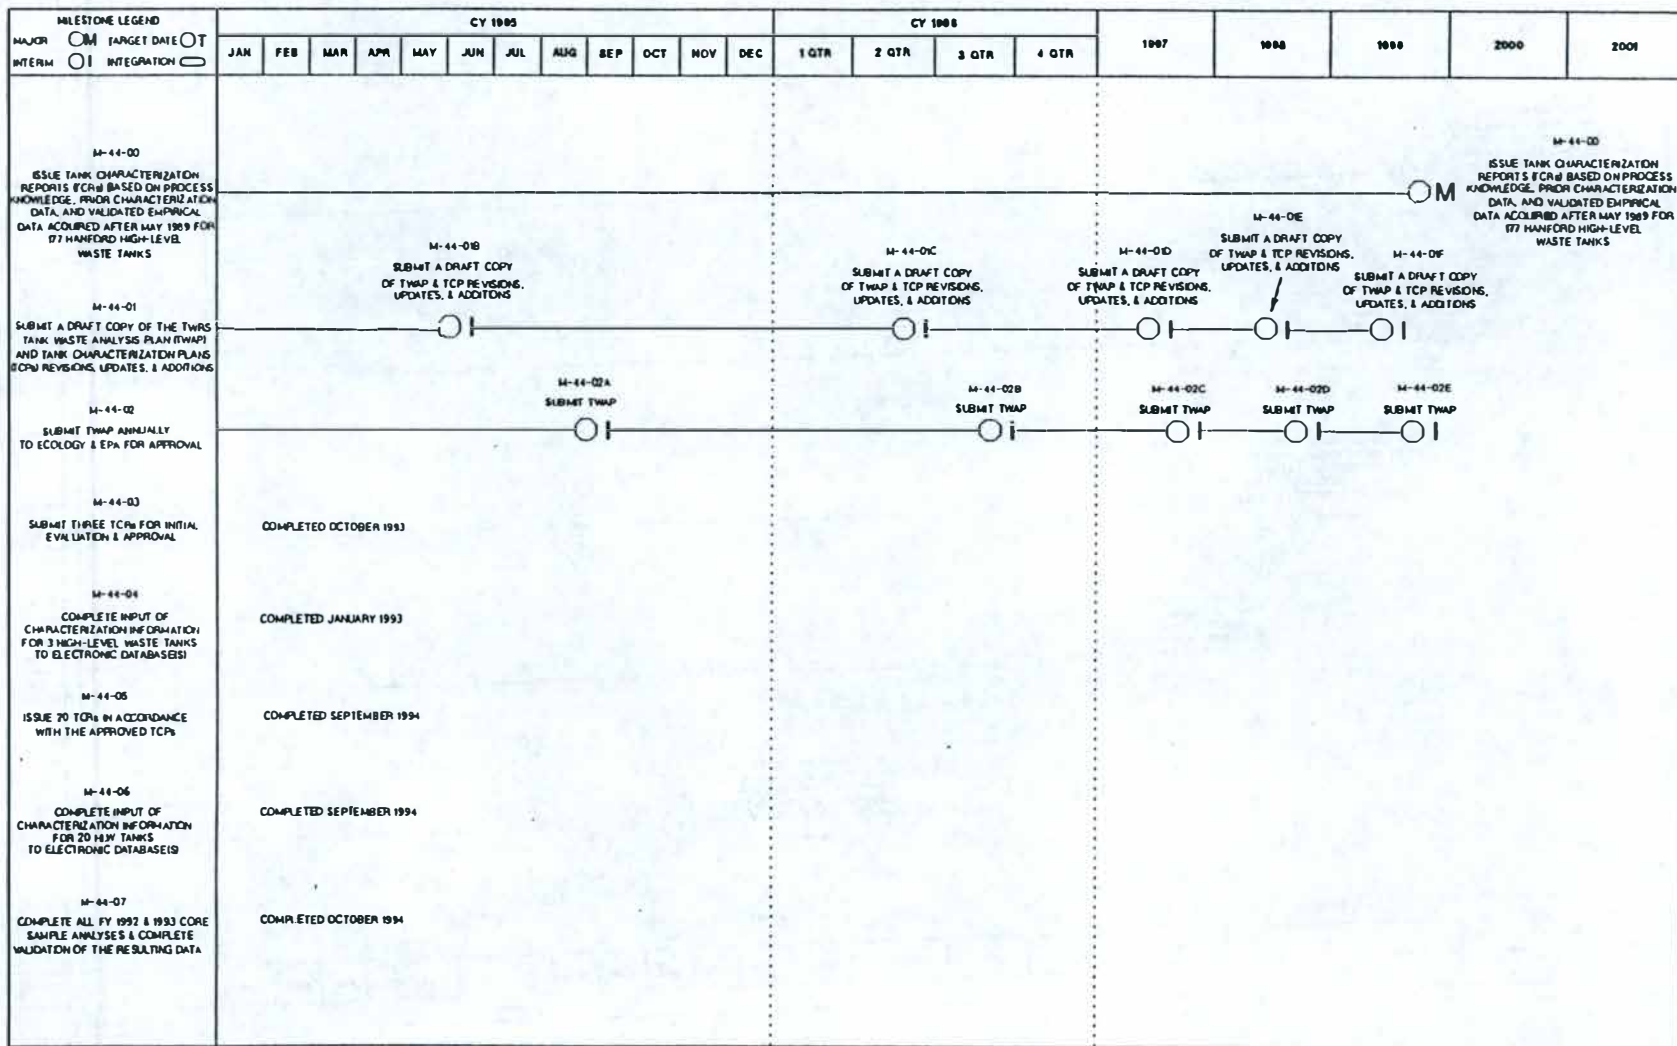 MILESTONE LEGEND
MAJOR M TARGET DATE T
INTERIM I INTEGRATION
CY 1995
JAN FEB MAR APR MAY JUN JUL AUG SEP OCT NOV DEC
CY 1996
1 QTR 2 QTR 3 QTR 4 QTR
1997 1998 1999 2000 2001
M-44-00
ISSUE TANK CHARACTERIZATION
REPORTS (TCRs) BASED ON PROCESS
KNOWLEDGE, PRIOR CHARACTERIZATION
DATA, AND VALIDATED EMPIRICAL
DATA ACQUIRED AFTER MAY 1989 FOR
177 HANFORD HIGH-LEVEL
WASTE TANKS
M
M-44-00
ISSUE TANK CHARACTERIZATION
REPORTS (TCRs) BASED ON PROCESS
KNOWLEDGE, PRIOR CHARACTERIZATION
DATA, AND VALIDATED EMPIRICAL
DATA ACQUIRED AFTER MAY 1989 FOR
177 HANFORD HIGH-LEVEL
WASTE TANKS
M-44-01
SUBMIT A DRAFT COPY OF THE TWRS
TANK WASTE ANALYSIS PLAN (TWAP)
AND TANK CHARACTERIZATION PLANS
(TCPs) REVISIONS, UPDATES, & ADDITIONS
M-44-01B
SUBMIT A DRAFT COPY
OF TWAP & TCP REVISIONS,
UPDATES, & ADDITIONS
I
M-44-01C
SUBMIT A DRAFT COPY
OF TWAP & TCP REVISIONS,
UPDATES, & ADDITIONS
I
M-44-01D
SUBMIT A DRAFT COPY
OF TWAP & TCP REVISIONS,
UPDATES, & ADDITIONS
I
M-44-01E
SUBMIT A DRAFT COPY
OF TWAP & TCP REVISIONS,
UPDATES, & ADDITIONS
I
M-44-01F
SUBMIT A DRAFT COPY
OF TWAP & TCP REVISIONS,
UPDATES, & ADDITIONS
I
M-44-02
SUBMIT TWAP ANNUALLY
TO ECOLOGY & EPA FOR APPROVAL
M-44-02A
SUBMIT TWAP
I
M-44-02B
SUBMIT TWAP
I
M-44-02C
SUBMIT TWAP
I
M-44-02D
SUBMIT TWAP
I
M-44-02E
SUBMIT TWAP
I
M-44-03
SUBMIT THREE TCRs FOR INITIAL
EVALUATION & APPROVAL
COMPLETED OCTOBER 1993
M-44-04
COMPLETE INPUT OF
CHARACTERIZATION INFORMATION
FOR 3 HIGH-LEVEL WASTE TANKS
TO ELECTRONIC DATABASE(S)
COMPLETED JANUARY 1993
M-44-05
ISSUE 20 TCRs IN ACCORDANCE
WITH THE APPROVED TCPs
COMPLETED SEPTEMBER 1994
M-44-06
COMPLETE INPUT OF
CHARACTERIZATION INFORMATION
FOR 20 HLW TANKS
TO ELECTRONIC DATABASE(S)
COMPLETED SEPTEMBER 1994
M-44-07
COMPLETE ALL FY 1992 & 1993 CORE
SAMPLE ANALYSES & COMPLETE
VALIDATION OF THE RESULTING DATA
COMPLETED OCTOBER 1994